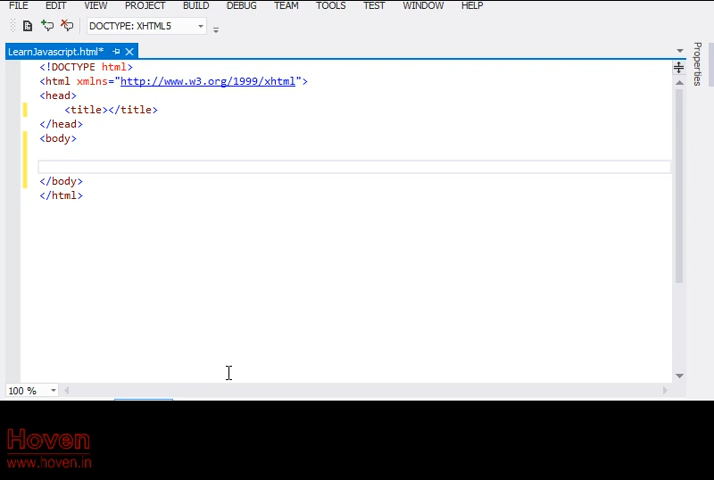 FILE EDIT VIEW PROJECT BUILD DEBUG TEAM TOOLS TEST WINDOW HELP
DOCTYPE: XHTML5
LearnJavascript.html*
Properties
<!DOCTYPE html>
<html xmlns="http://www.w3.org/1999/xhtml">
<head>
<title></title>
</head>
<body>
</body>
</html>
100 %
Hoven
www.hoven.in